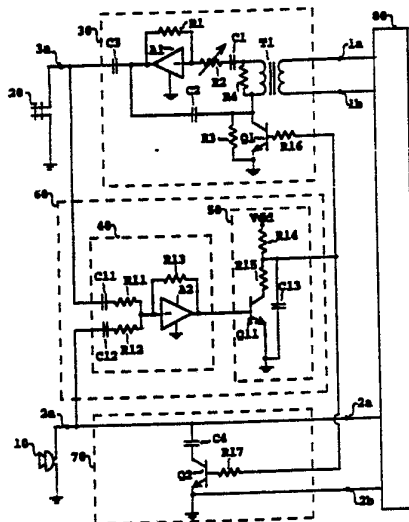 30
R1
80
3a
C3
A1
R2
C1
T1
1a
R4
20
C2
1b
R3
Q1
R16
60
50
Vdd
40
R14
R13
R15
C11
R11
A2
C13
C12
R12
Q11
2a
2a
10
C4
R17
70
Q2
2b